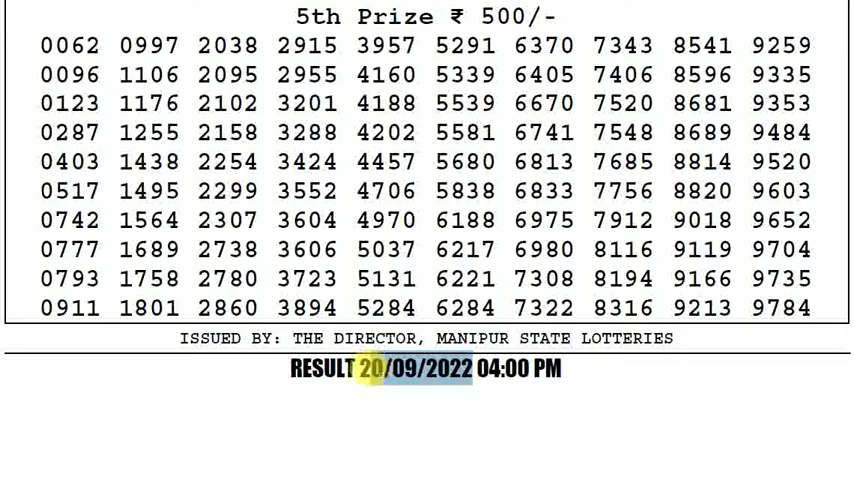 5th Prize ₹ 500/-
0062 0997 2038 2915 3957 5291 6370 7343 8541 9259
0096 1106 2095 2955 4160 5339 6405 7406 8596 9335
0123 1176 2102 3201 4188 5539 6670 7520 8681 9353
0287 1255 2158 3288 4202 5581 6741 7548 8689 9484
0403 1438 2254 3424 4457 5680 6813 7685 8814 9520
0517 1495 2299 3552 4706 5838 6833 7756 8820 9603
0742 1564 2307 3604 4970 6188 6975 7912 9018 9652
0777 1689 2738 3606 5037 6217 6980 8116 9119 9704
0793 1758 2780 3723 5131 6221 7308 8194 9166 9735
0911 1801 2860 3894 5284 6284 7322 8316 9213 9784
ISSUED BY: THE DIRECTOR, MANIPUR STATE LOTTERIES
RESULT 20/09/2022 04:00 PM